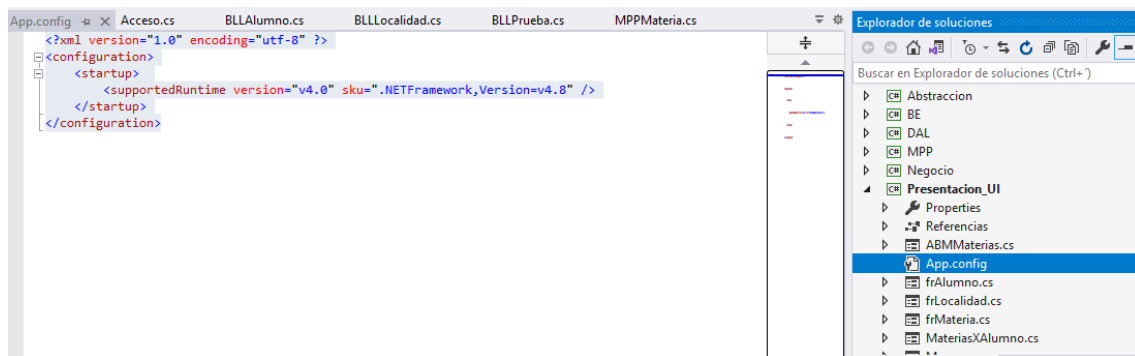 App.config
Acceso.cs
BLLAlumno.cs
BLLLocalidad.cs
BLLPrueba.cs
MPPMateria.cs
<?xml version="1.0" encoding="utf-8" ?>
<configuration>
<startup>
<supportedRuntime version="v4.0" sku=".NETFramework,Version=v4.8" />
</startup>
</configuration>
Explorador de soluciones
Buscar en Explorador de soluciones (Ctrl+´)
C# Abstraccion
C# BE
C# DAL
C# MPP
C# Negocio
C# Presentacion_UI
Properties
Referencias
ABMMaterias.cs
App.config
frAlumno.cs
frLocalidad.cs
frMateria.cs
MateriasXAlumno.cs